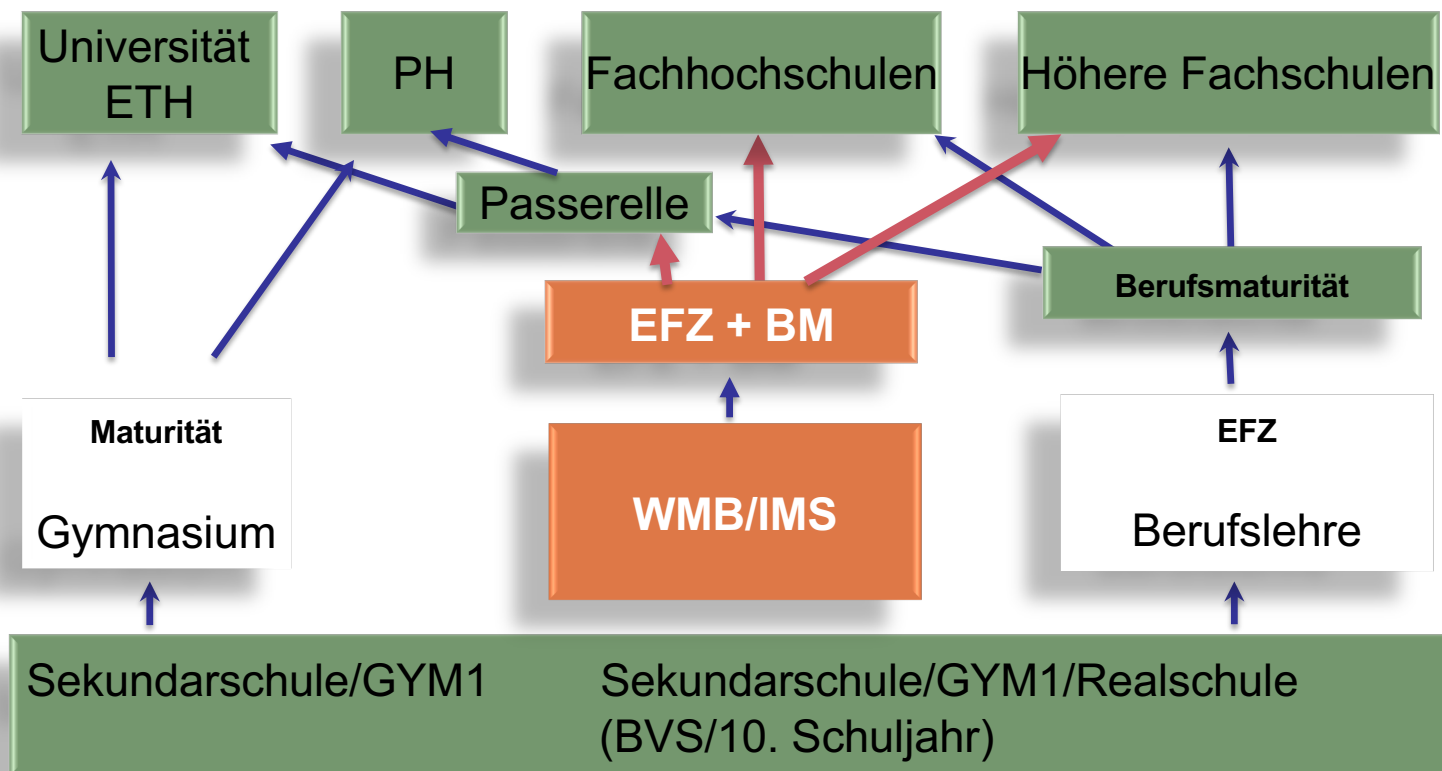 Universität
ETH
PH
Fachhochschulen
Höhere Fachschulen
Passerelle
Berufsmaturität
EFZ + BM
Maturität
Gymnasium
WMB/IMS
EFZ
Berufslehre
Sekundarschule/GYM1
Sekundarschule/GYM1/Realschule
(BVS/10. Schuljahr)